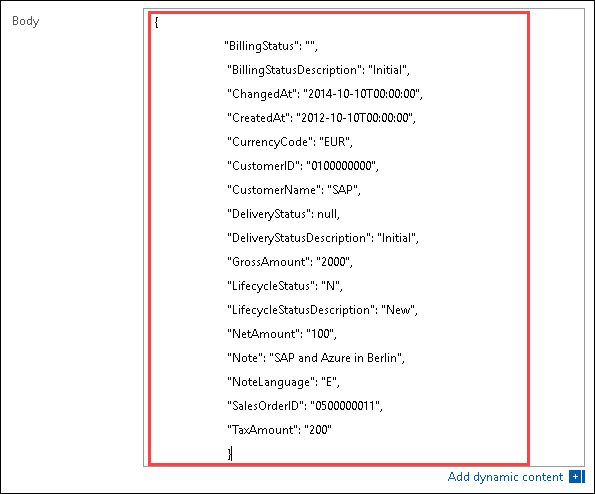 Body
{
"BillingStatus": "",
"BillingStatusDescription": "Initial",
"ChangedAt": "2014-10-10T00:00:00",
"CreatedAt": "2012-10-10T00:00:00",
"CurrencyCode": "EUR",
"CustomerID": "0100000000",
"CustomerName": "SAP",
"DeliveryStatus": null,
"DeliveryStatusDescription": "Initial",
"GrossAmount": "2000",
"LifecycleStatus": "N",
"LifecycleStatusDescription": "New",
"NetAmount": "100",
"Note": "SAP and Azure in Berlin",
"NoteLanguage": "E",
"SalesOrderID": "0500000011",
"TaxAmount": "200"
}
Add dynamic content